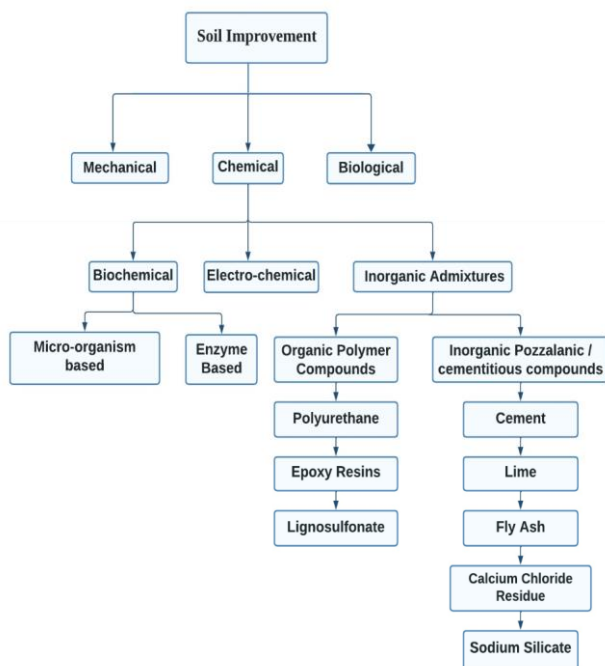 Soil Improvement
Mechanical
Chemical
Biological
Biochemical
Electro-chemical
Inorganic Admixtures
Micro-organism
based
Enzyme
Based
Organic Polymer
Compounds
Inorganic Pozzalanic /
cementitious compounds
Polyurethane
Cement
Epoxy Resins
Lime
Lignosulfonate
Fly Ash
Calcium Chloride
Residue
Sodium Silicate